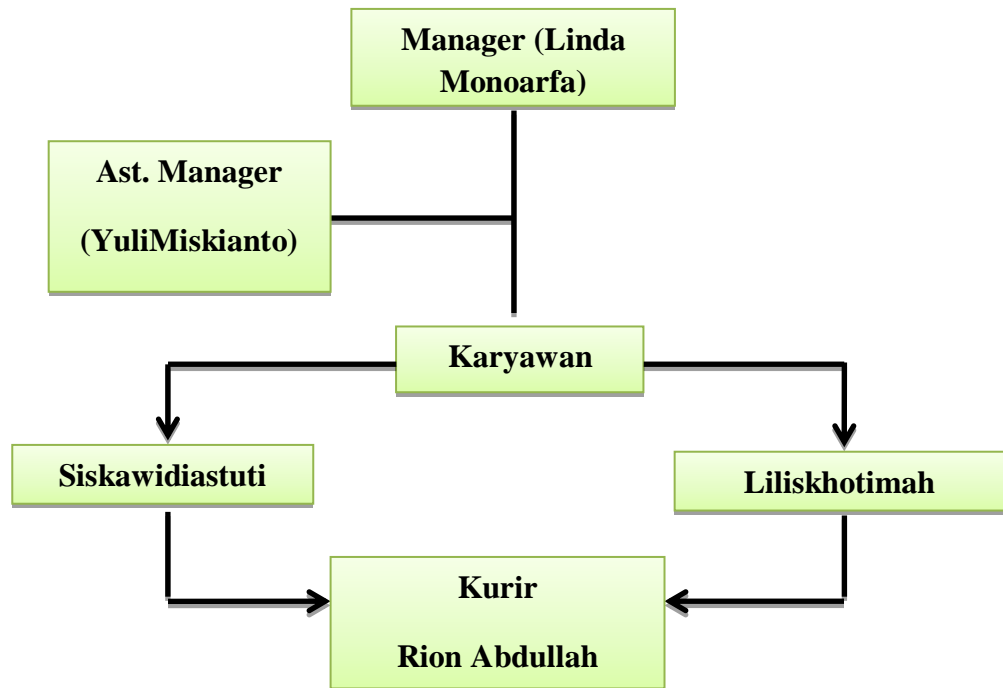 Manager (Linda
Monoarfa)
Ast. Manager
(YuliMiskianto)
Karyawan
Siskawidiastuti
Liliskhotimah
Kurir
Rion Abdullah